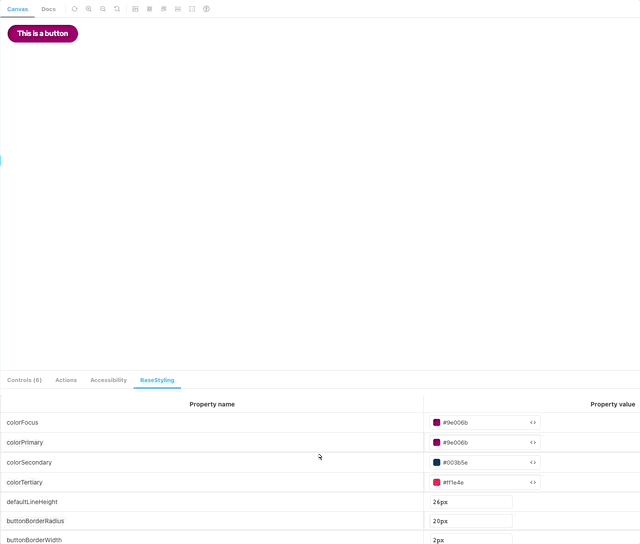 Canvas Docs
This is a button
Controls (6) Actions Accessibility BaseStyling
Property name Property value
colorFocus #9e006b
colorPrimary #9e006b
colorSecondary #003b5e
colorTertiary #ff1e4e
defaultLineHeight 26px
buttonBorderRadius 20px
buttonBorderWidth 2px